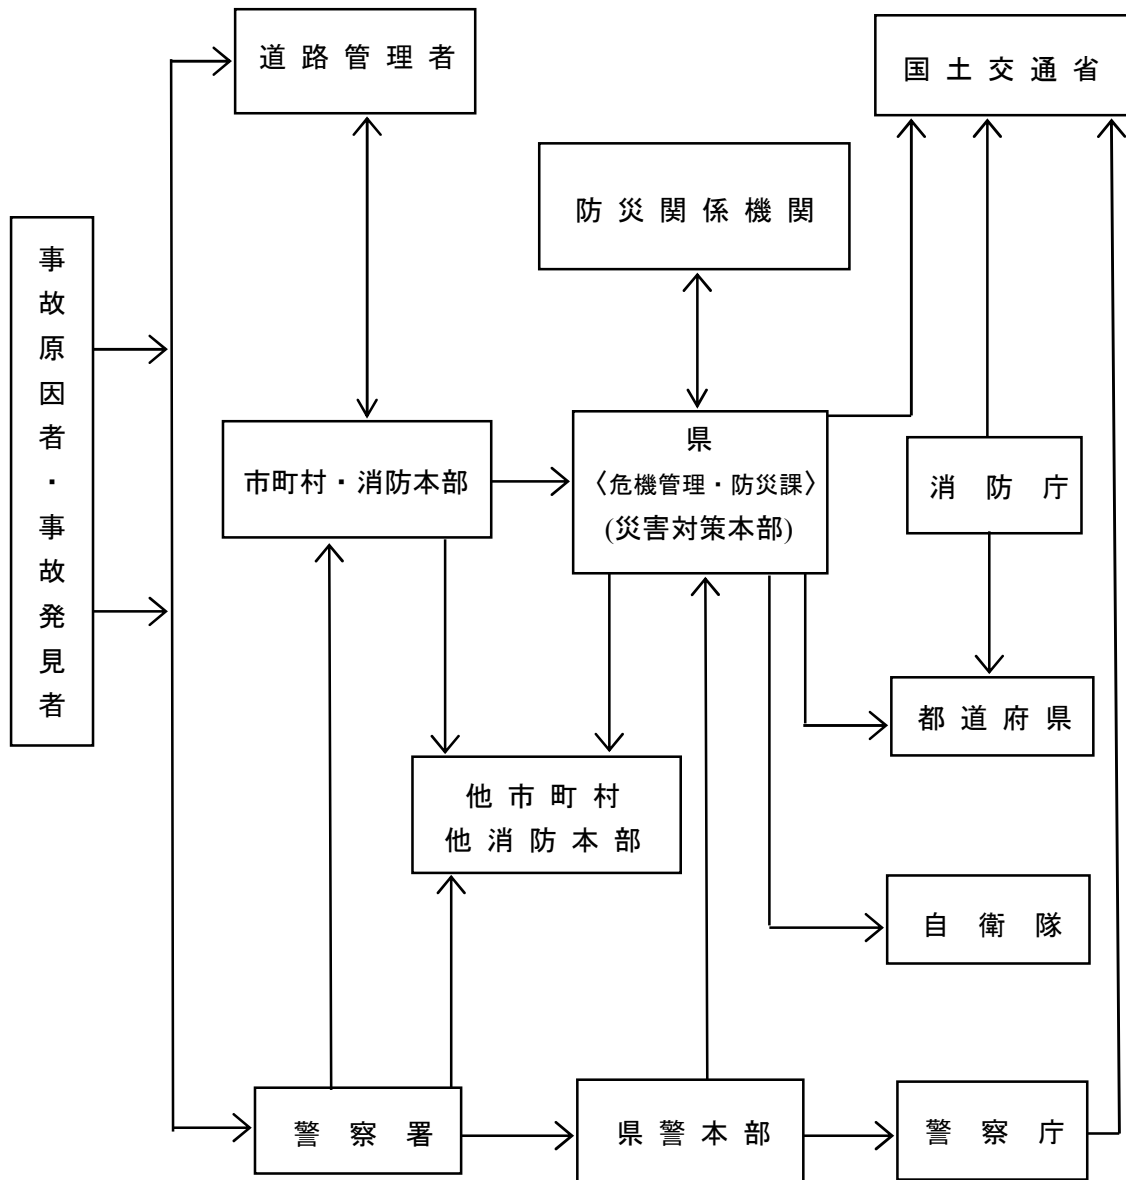 道路管理者
国土交通省
防災関係機関
事故原因者・事故発見者
市町村・消防本部
県
〈危機管理・防災課〉
(災害対策本部)
消防庁
都道府県
他市町村
他消防本部
自衛隊
警察署
県警本部
警察庁